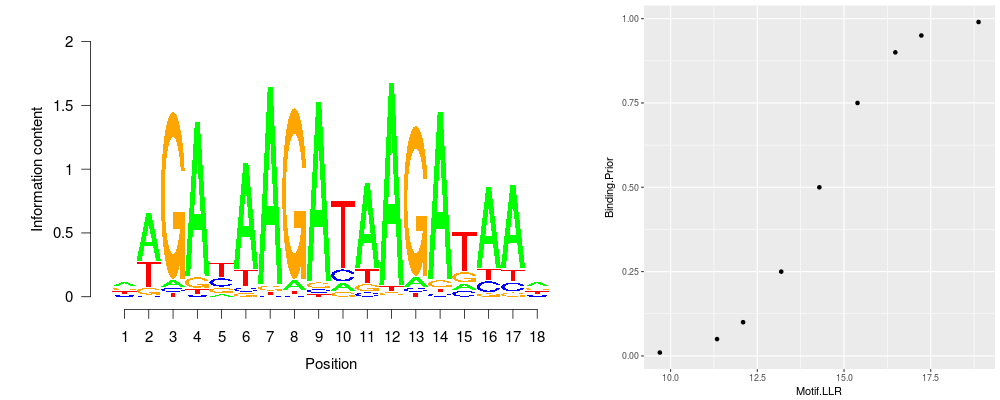 2
1.5
1
0.5
0
Information content
A T G A T A A G A T A A G A T A A
1 2 3 4 5 6 7 8 9 10 11 12 13 14 15 16 17 18
Position
1.00
0.75
0.50
0.25
0.00
Binding.Prior
10.0 12.5 15.0 17.5
Motif.LLR